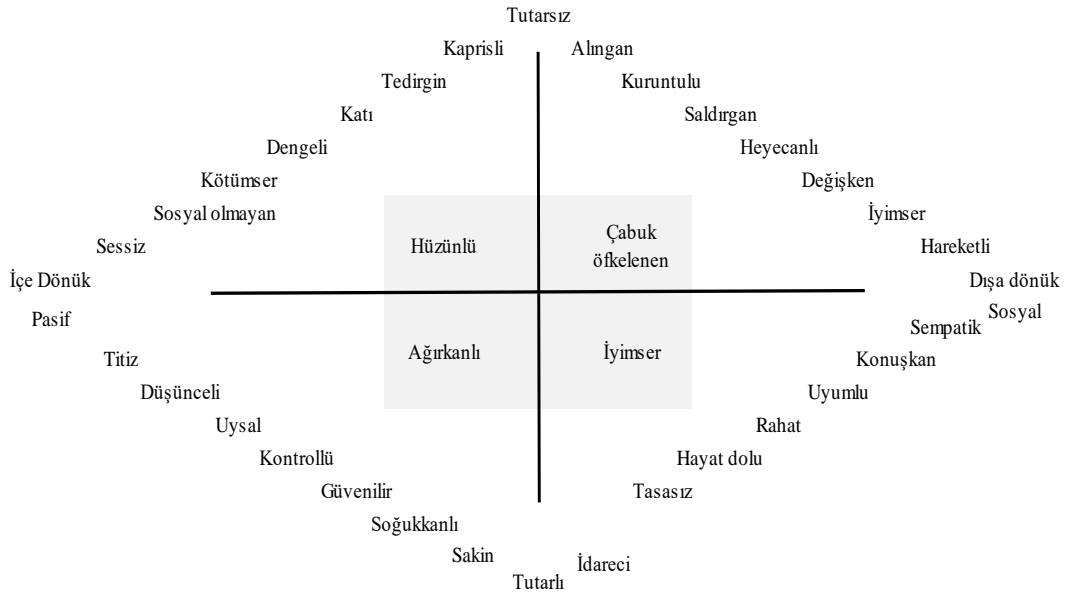 Tutarsız
Kaprisli Alıngan
Tedirgin Kuruntulu
Katı Saldırgan
Dengeli Heyecanlı
Kötümser Değişken
Sosyal olmayan İyimser
Sessiz Hüzünlü Çabuk öfkelenen Hareketli
İçe Dönük Dışa dönük
Pasif Sosyal
Sempatik
Titiz Ağırkanlı İyimser Konuşkan
Düşünceli Uyumlu
Uysal Rahat
Kontrollü Hayat dolu
Güvenilir Tasasız
Soğukkanlı
Sakin İdareci
Tutarlı